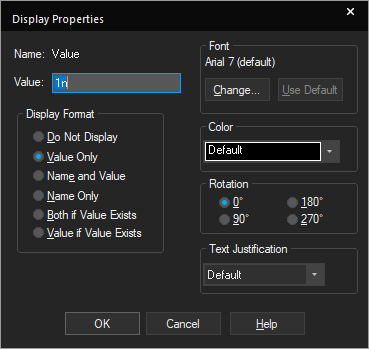 Display Properties
Name: Value
Value: 1n
Display Format
Do Not Display
Value Only
Name and Value
Name Only
Both if Value Exists
Value if Value Exists
Font
Arial 7 (default)
Change... Use Default
Color
Default
Rotation
0° 180°
90° 270°
Text Justification
Default
OK Cancel Help